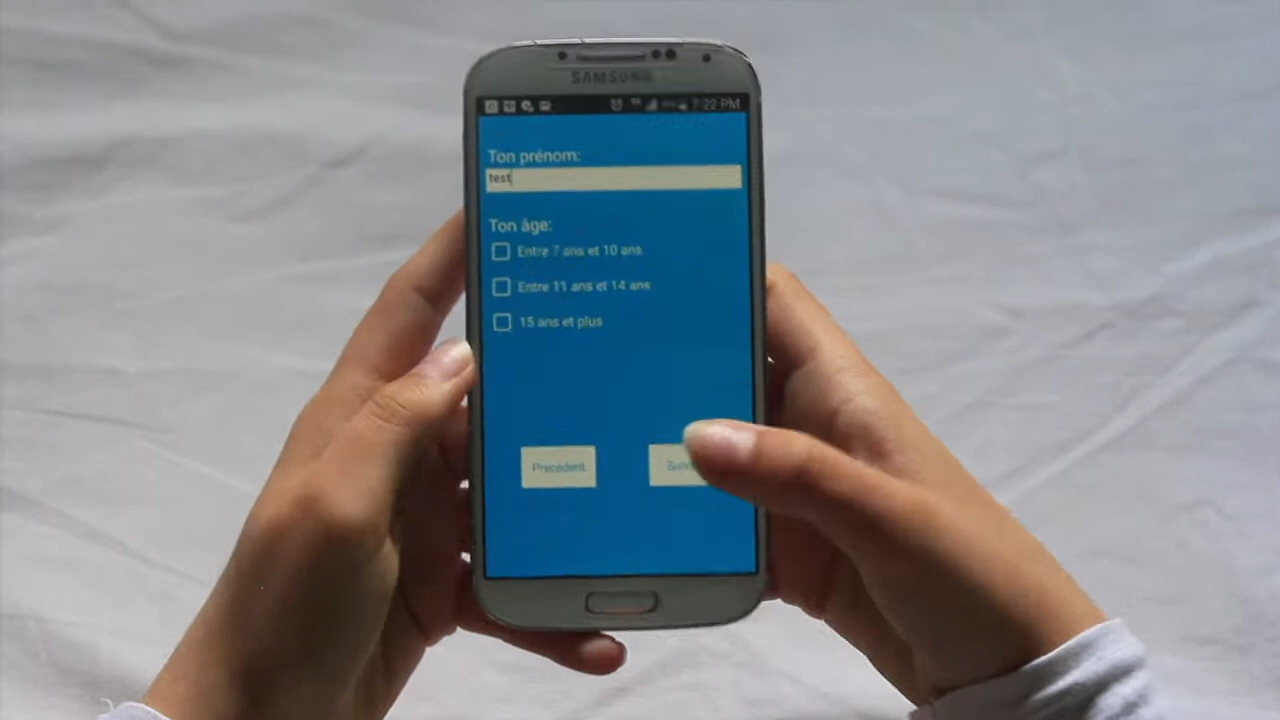 SAMSUNG
7:22 PM
Ton prénom:
test
Ton âge:
Entre 7 ans et 10 ans
Entre 11 ans et 14 ans
15 ans et plus
Precédent